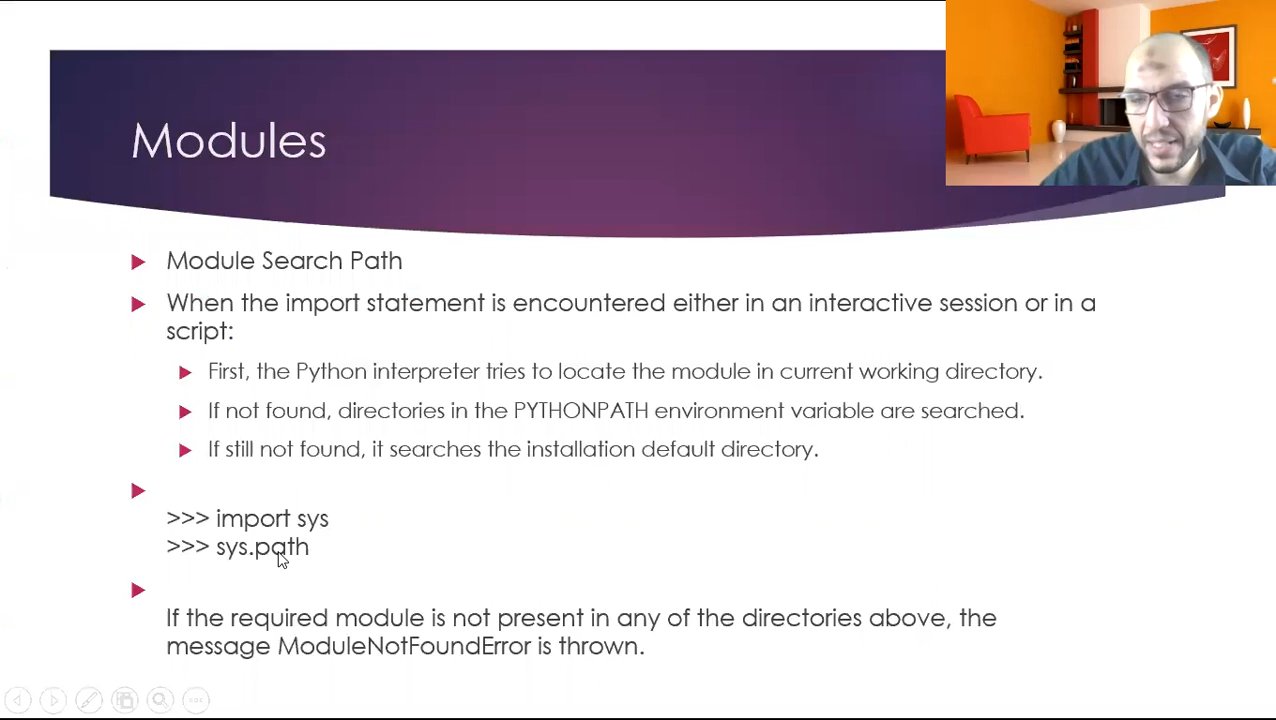 Modules
Module Search Path
When the import statement is encountered either in an interactive session or in a
script:
First, the Python interpreter tries to locate the module in current working directory.
If not found, directories in the PYTHONPATH environment variable are searched.
If still not found, it searches the installation default directory.
>>> import sys
>>> sys.path
If the required module is not present in any of the directories above, the
message ModuleNotFoundError is thrown.